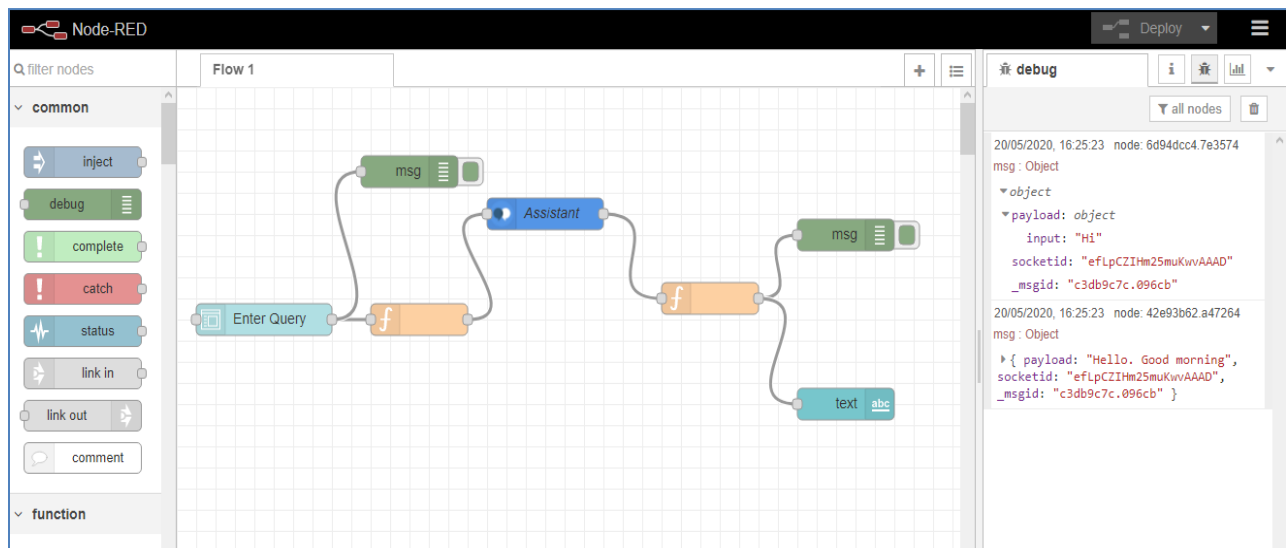 Node-RED
Deploy
filter nodes
Flow 1
debug
i
all nodes
common
inject
debug
complete
catch
status
link in
link out
comment
function
msg
Assistant
Enter Query
f
f
msg
text
abc
20/05/2020, 16:25:23 node: 6d94dcc4.7e3574
msg : Object
object
payload: object
input: "Hi"
socketid: "efLpCZIHm25muKwvAAAD"
_msgid: "c3db9c7c.096cb"
20/05/2020, 16:25:23 node: 42e93b62.a47264
msg : Object
{ payload: "Hello. Good morning",
socketid: "efLpCZIHm25muKwvAAAD",
_msgid: "c3db9c7c.096cb" }